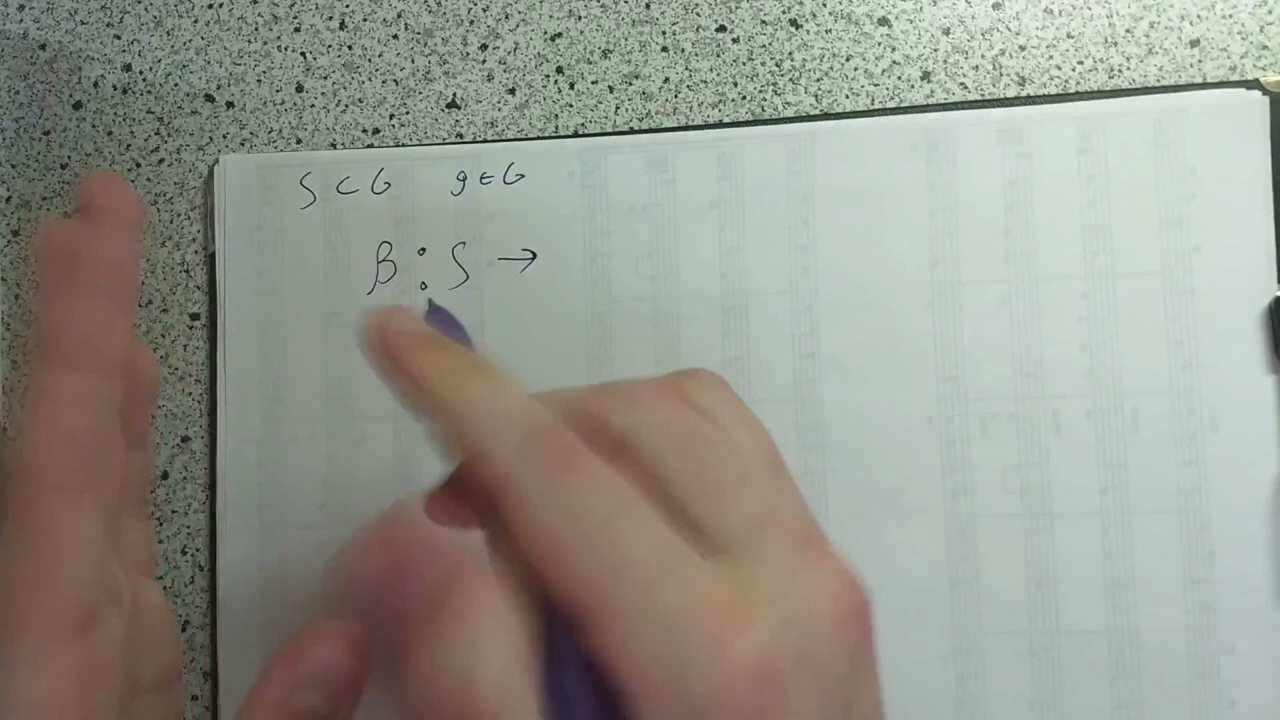 S ⊂ G g ∈ G
β : S →